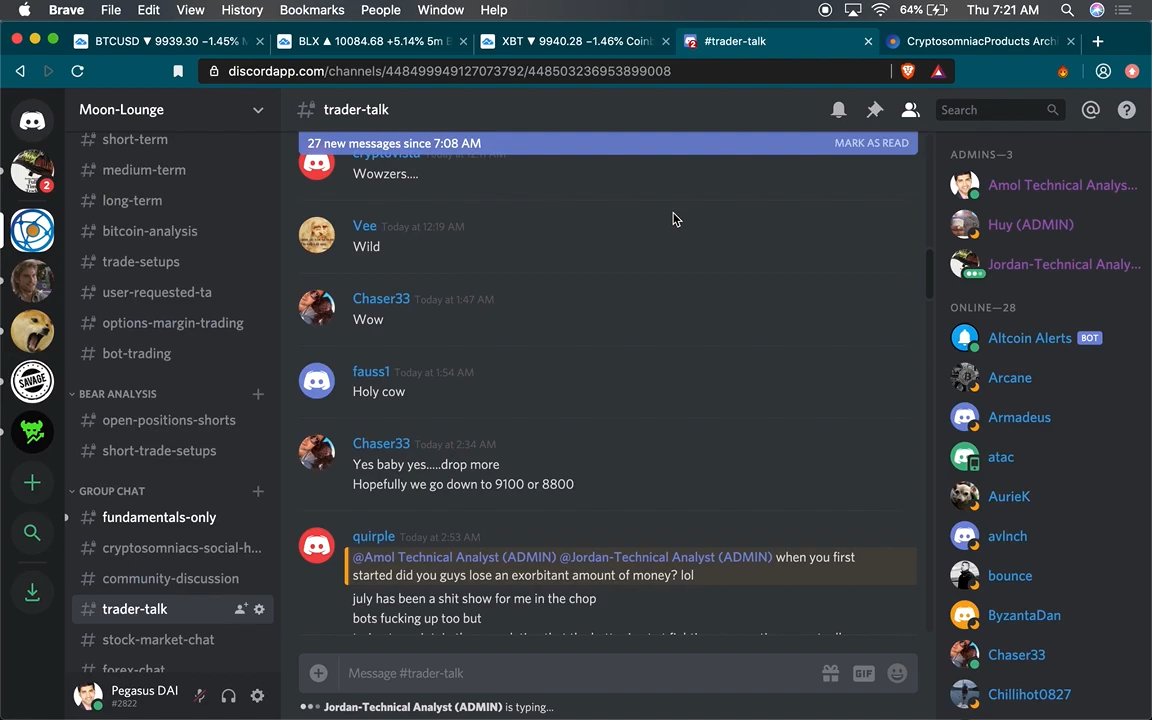 Brave File Edit View History Bookmarks People Window Help 64% Thu 7:21 AM
BTCUSD ▼ 9939.30 −1.45% BLX ▲ 10084.68 +5.14% 5m XBT ▼ 9940.28 −1.46% Coin #trader-talk CryptosomniacProducts Arch
discordapp.com/channels/448499949127073792/448503236953899008
Moon-Lounge
short-term
medium-term
long-term
bitcoin-analysis
trade-setups
user-requested-ta
options-margin-trading
bot-trading
BEAR ANALYSIS
open-positions-shorts
short-trade-setups
GROUP CHAT
fundamentals-only
cryptosomniacs-social-h...
community-discussion
trader-talk
stock-market-chat
forex-chat
Pegasus DAI
#2822
2
trader-talk
Search
27 new messages since 7:08 AM MARK AS READ
cryptovista
Wowzers....
Vee Today at 12:19 AM
Wild
Chaser33 Today at 1:47 AM
Wow
fauss1 Today at 1:54 AM
Holy cow
Chaser33 Today at 2:34 AM
Yes baby yes.....drop more
Hopefully we go down to 9100 or 8800
quirple Today at 2:53 AM
@Amol Technical Analyst (ADMIN) @Jordan-Technical Analyst (ADMIN) when you first
started did you guys lose an exorbitant amount of money? lol
july has been a shit show for me in the chop
bots fucking up too but
Message #trader-talk
GIF
Jordan-Technical Analyst (ADMIN) is typing...
ADMINS—3
Amol Technical Analys...
Huy (ADMIN)
Jordan-Technical Analy...
ONLINE—28
Altcoin Alerts BOT
Arcane
Armadeus
atac
AurieK
avInch
bounce
ByzantaDan
Chaser33
Chillihot0827
SAVAGE